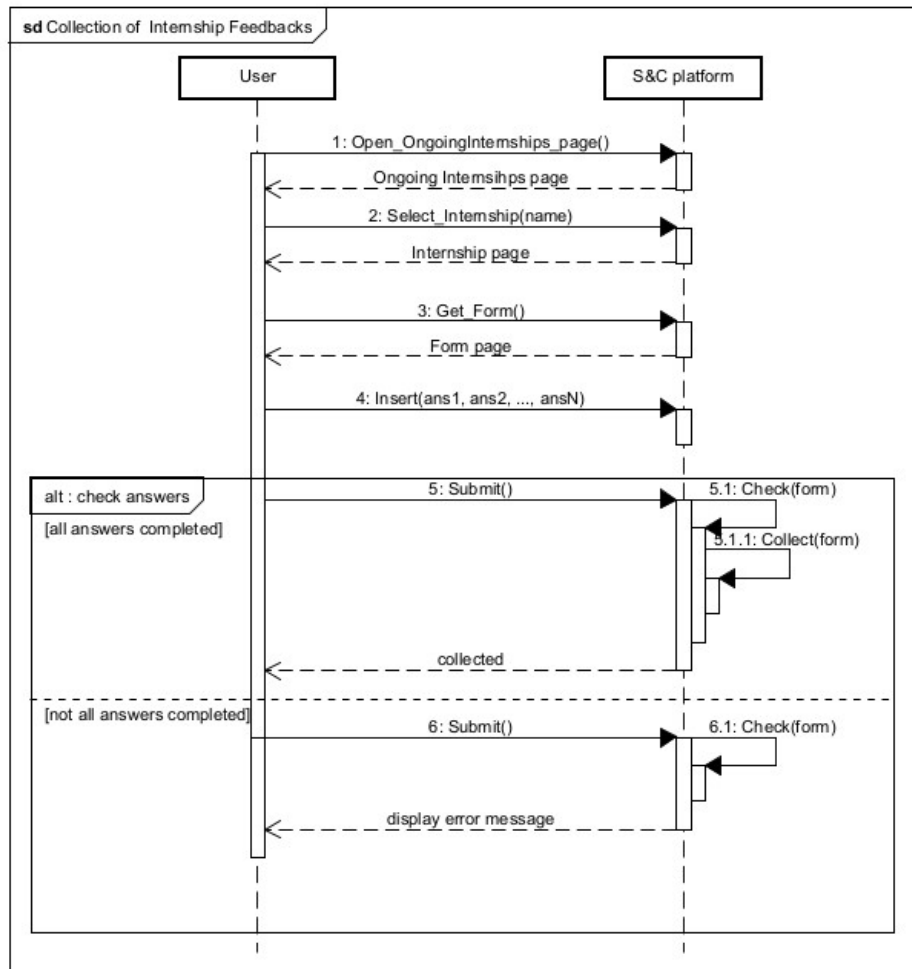 sd Collection of Internship Feedbacks
User
S&C platform
1: Open_OngoingInternships_page()
Ongoing Internsihps page
2: Select_Internship(name)
Internship page
3: Get_Form()
Form page
4: Insert(ans1, ans2, ..., ansN)
alt : check answers
5: Submit()
5.1: Check(form)
[all answers completed]
5.1.1: Collect(form)
collected
[not all answers completed]
6: Submit()
6.1: Check(form)
display error message